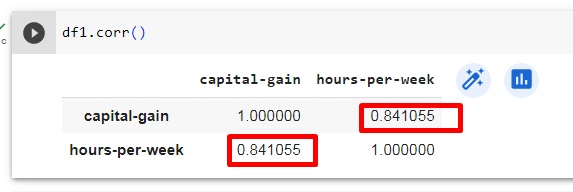 df1.corr()
c
capital-gain hours-per-week
capital-gain 1.000000 0.841055
hours-per-week 0.841055 1.000000